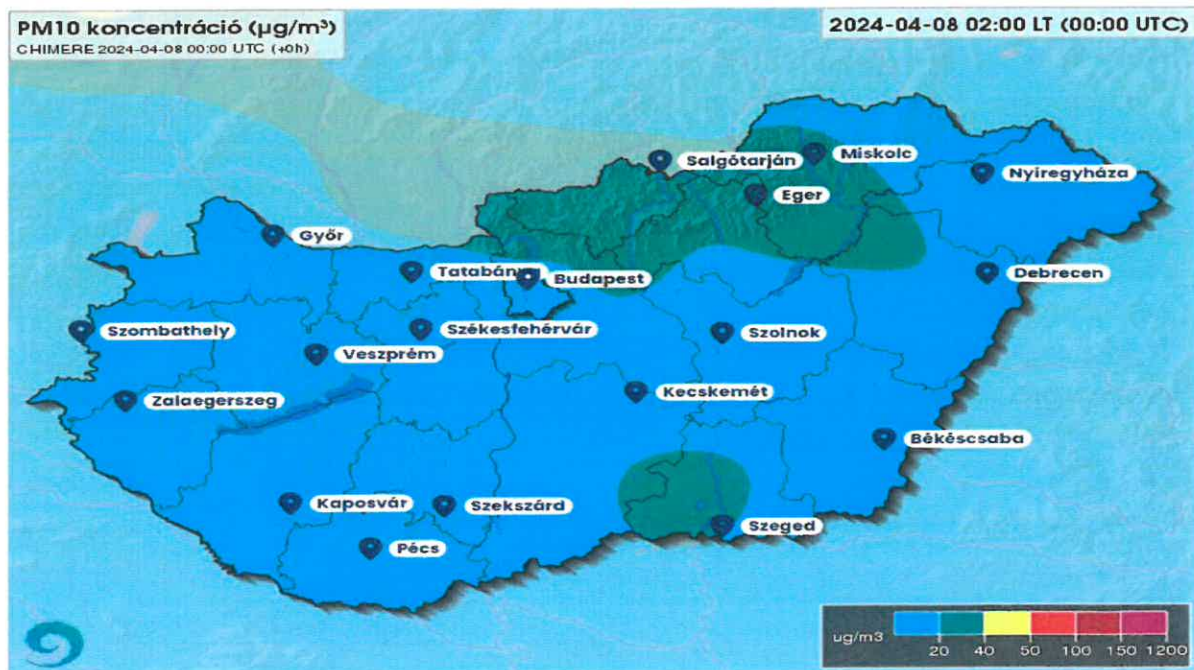 PM10 koncentráció (µg/m³)
CHIMERE 2024-04-08 00:00 UTC (+0h)
2024-04-08 02:00 LT (00:00 UTC)
Salgótarján
Miskolc
Nyíregyháza
Eger
Győr
Tatabánya
Budapest
Debrecen
Szombathely
Székesfehérvár
Szolnok
Veszprém
Zalaegerszeg
Kecskemét
Békéscsaba
Kaposvár
Szekszárd
Szeged
Pécs
ug/m3
20 40 50 100 150 1200